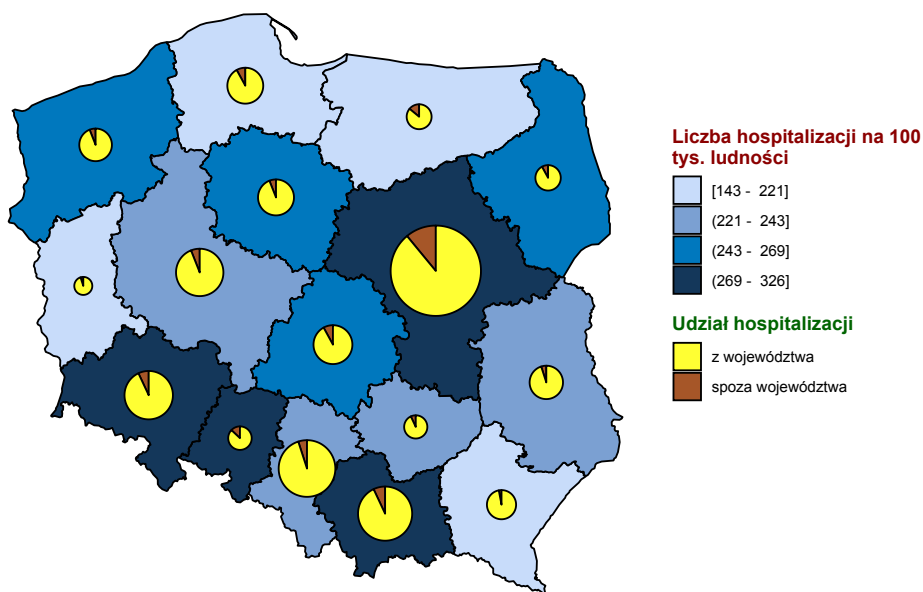 Liczba hospitalizacji na 100
tys. ludności
[143 - 221]
(221 - 243]
(243 - 269]
(269 - 326]
Udział hospitalizacji
z województwa
spoza województwa